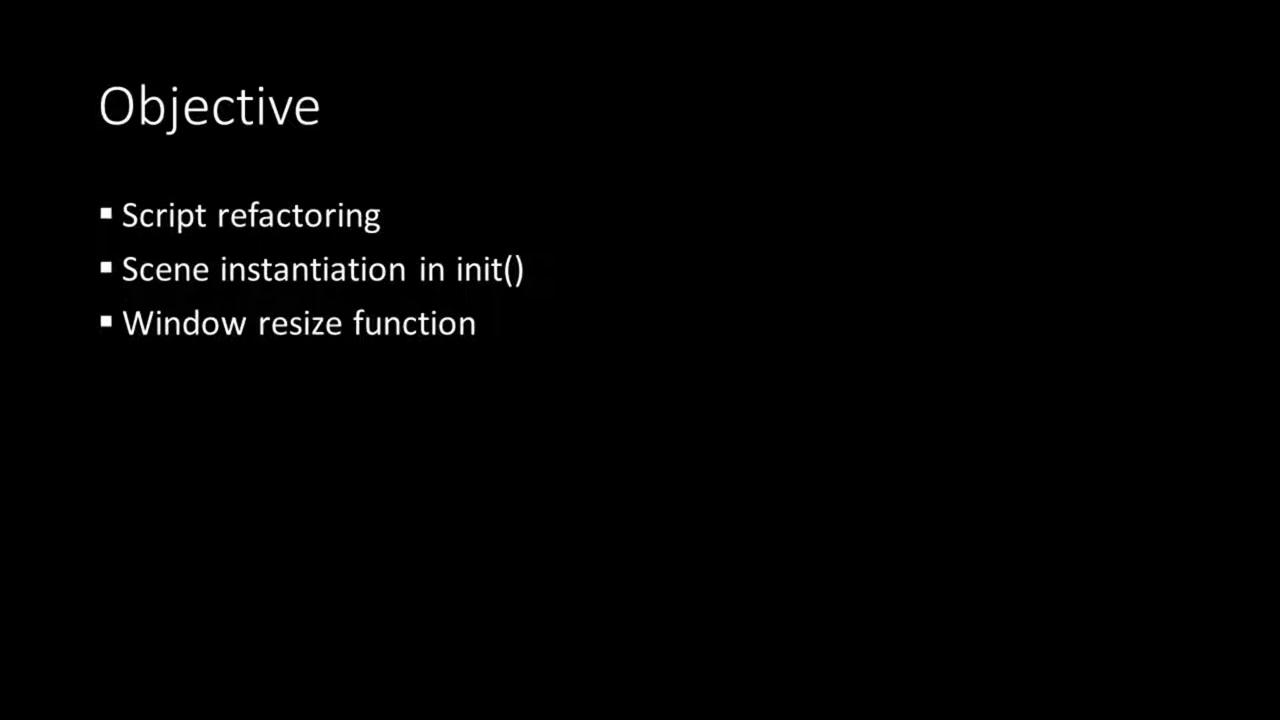 Objective
▪ Script refactoring
▪ Scene instantiation in init()
▪ Window resize function